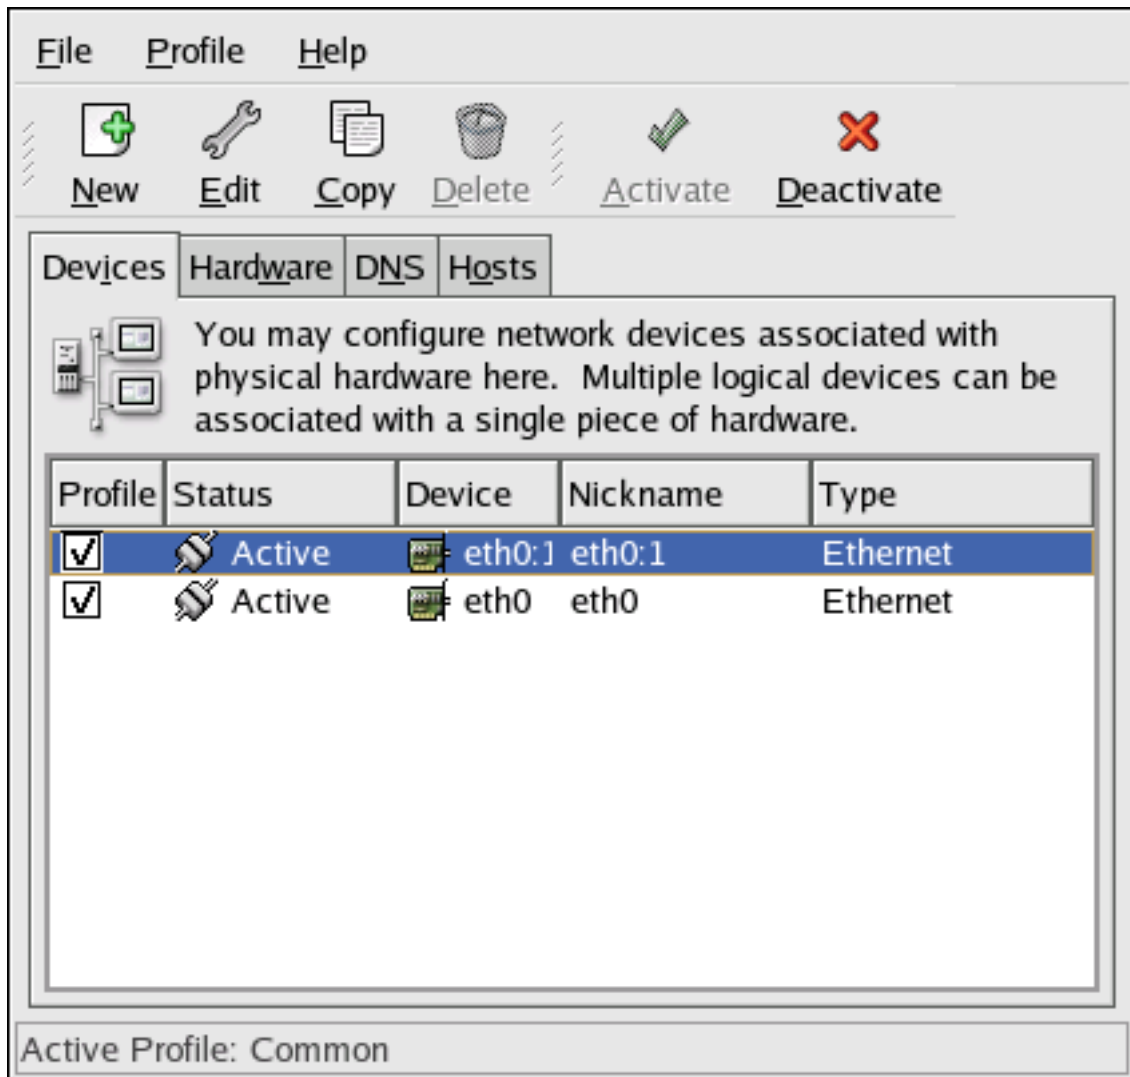 File Profile Help
New Edit Copy Delete Activate Deactivate
Devices Hardware DNS Hosts
You may configure network devices associated with
physical hardware here.  Multiple logical devices can be
associated with a single piece of hardware.
Profile Status Device Nickname Type
Active eth0:1 eth0:1 Ethernet
Active eth0 eth0 Ethernet
Active Profile: Common